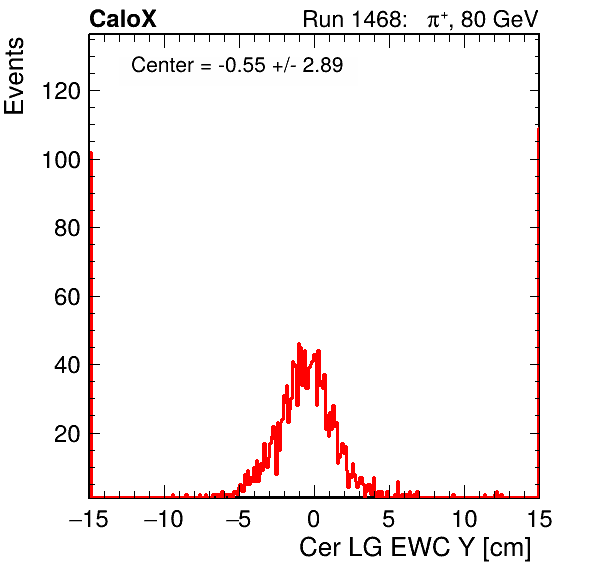 CaloX Run 1468: π⁺, 80 GeV
Center = -0.55 +/- 2.89
Events
120
100
80
60
40
20
−15 −10 −5 0 5 10 15
Cer LG EWC Y [cm]